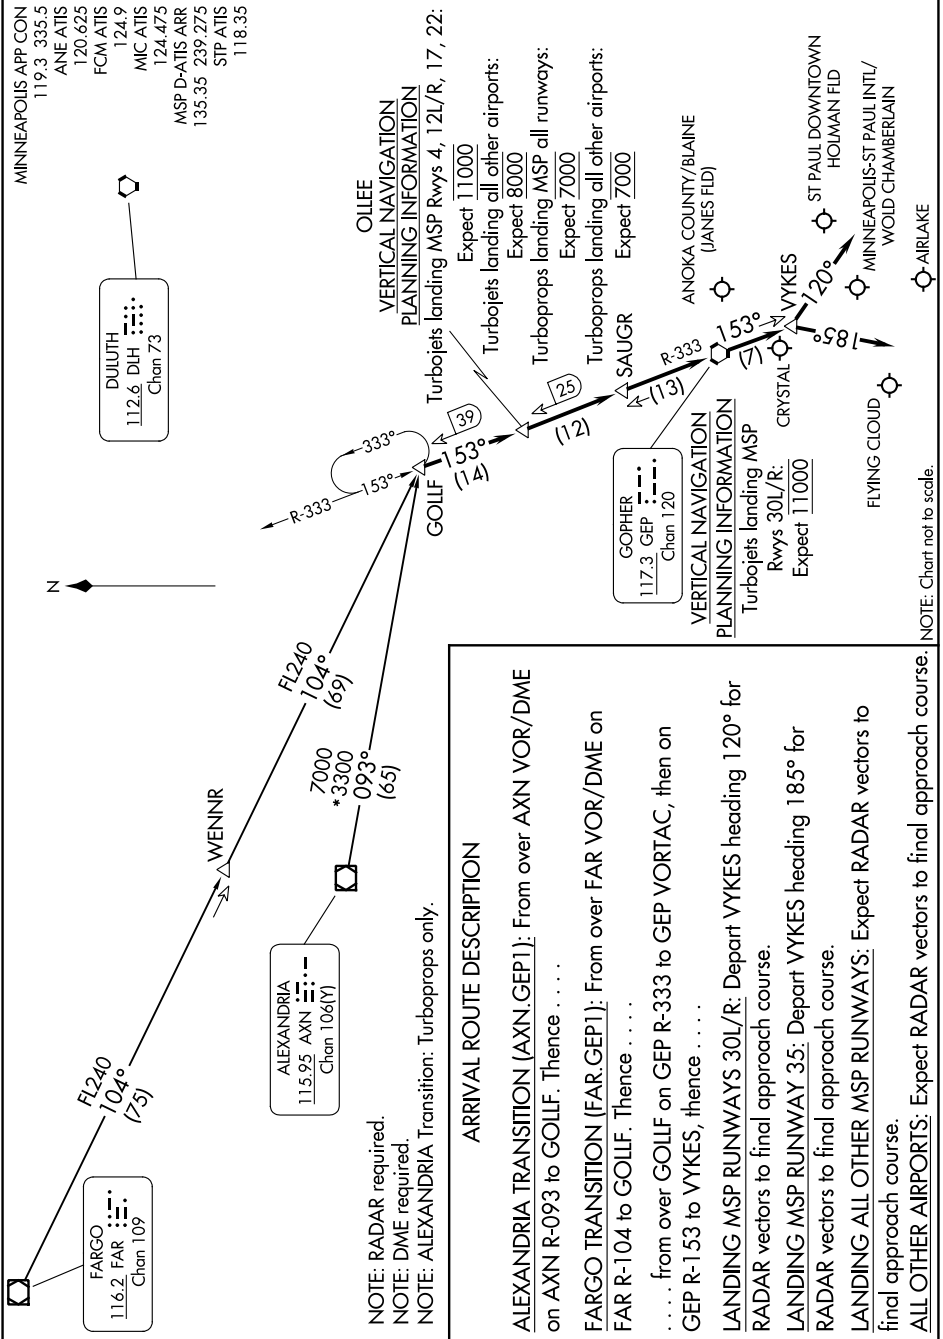 MINNEAPOLIS APP CON
119.3 335.5
ANE ATIS
120.625
FCM ATIS
124.9
MIC ATIS
124.475
MSP D-ATIS ARR
135.35 239.275
STP ATIS
118.35
DULUTH
112.6 DLH
Chan 73
N
FARGO
116.2 FAR
Chan 109
FL240
104°
(75)
WENNR
FL240
104°
(69)
ALEXANDRIA
115.95 AXN
Chan 106(Y)
7000
*3300
093°
(65)
R-333
153°
333°
GOLLF
39
153°
(14)
OLLEE
VERTICAL NAVIGATION
PLANNING INFORMATION
Turbojets landing MSP Rwys 4, 12L/R, 17, 22:
Expect 11000
Turbojets landing all other airports:
Expect 8000
Turboprops landing MSP all runways:
Expect 7000
Turboprops landing all other airports:
Expect 7000
25
(12)
SAUGR
(13)
R-333
GOPHER
117.3 GEP
Chan 120
VERTICAL NAVIGATION
PLANNING INFORMATION
Turbojets landing MSP
Rwys 30L/R:
Expect 11000
ANOKA COUNTY/BLAINE
(JANES FLD)
153°
(7)
VYKES
CRYSTAL
120°
185°
ST PAUL DOWNTOWN
HOLMAN FLD
MINNEAPOLIS-ST PAUL INTL/
WOLD CHAMBERLAIN
AIRLAKE
FLYING CLOUD
NOTE: RADAR required.
NOTE: DME required.
NOTE: ALEXANDRIA Transition: Turboprops only.
ARRIVAL ROUTE DESCRIPTION
ALEXANDRIA TRANSITION (AXN.GEP1): From over AXN VOR/DME
on AXN R-093 to GOLLF. Thence . . . .
FARGO TRANSITION (FAR.GEP1): From over FAR VOR/DME on
FAR R-104 to GOLLF. Thence . . . .
. . . . from over GOLLF on GEP R-333 to GEP VORTAC, then on
GEP R-153 to VYKES, thence . . . .
LANDING MSP RUNWAYS 30L/R: Depart VYKES heading 120° for
RADAR vectors to final approach course.
LANDING MSP RUNWAY 35: Depart VYKES heading 185° for
RADAR vectors to final approach course.
LANDING ALL OTHER MSP RUNWAYS: Expect RADAR vectors to
final approach course.
ALL OTHER AIRPORTS: Expect RADAR vectors to final approach course.
NOTE: Chart not to scale.